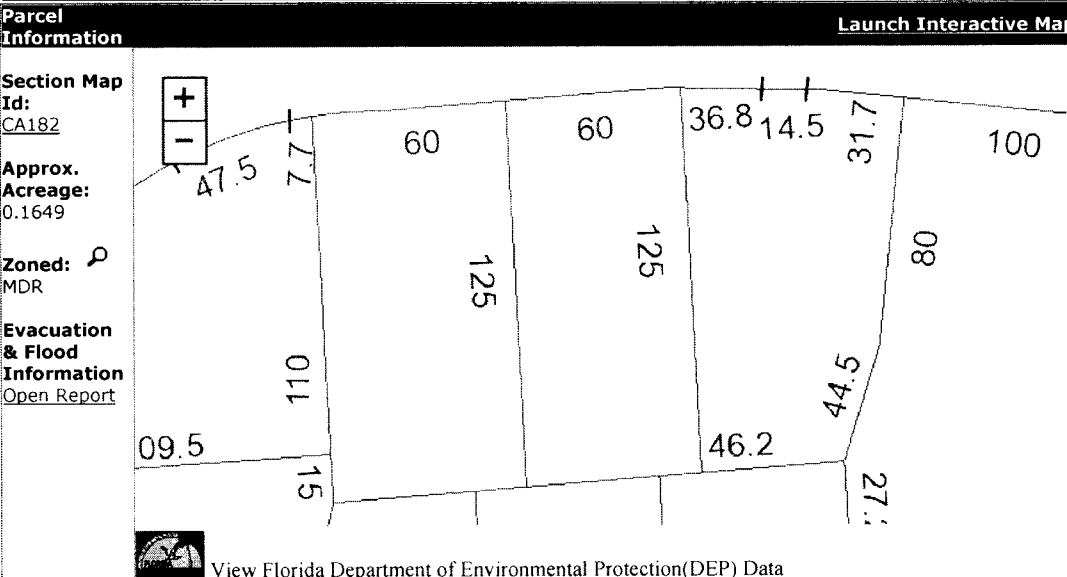 Parcel
Information
Launch Interactive Map
Section Map
Id:
CA182
Approx.
Acreage:
0.1649
Zoned:
MDR
Evacuation
& Flood
Information
Open Report
+
−
47.5
7.7
60
60
36.8
14.5
31.7
100
125
125
80
110
44.5
09.5
46.2
15
View Florida Department of Environmental Protection(DEP) Data